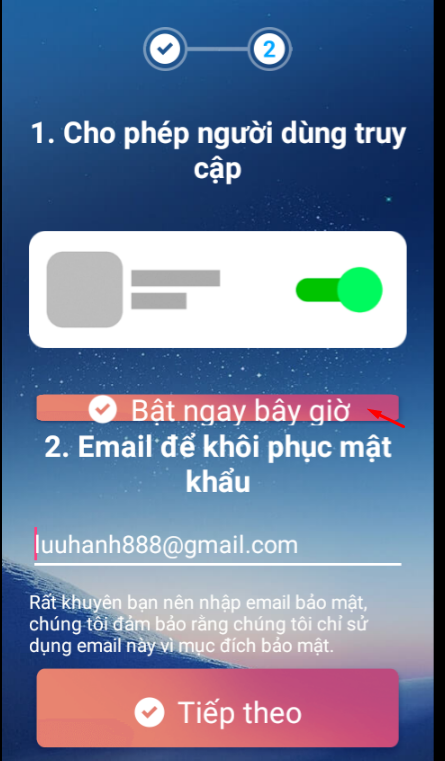 2
1. Cho phép người dùng truy
cập
Bật ngay bây giờ
2. Email để khôi phục mật
khẩu
luuhanh888@gmail.com
Rất khuyên bạn nên nhập email bảo mật,
chúng tôi đảm bảo rằng chúng tôi chỉ sử
dụng email này vì mục đích bảo mật.
Tiếp theo